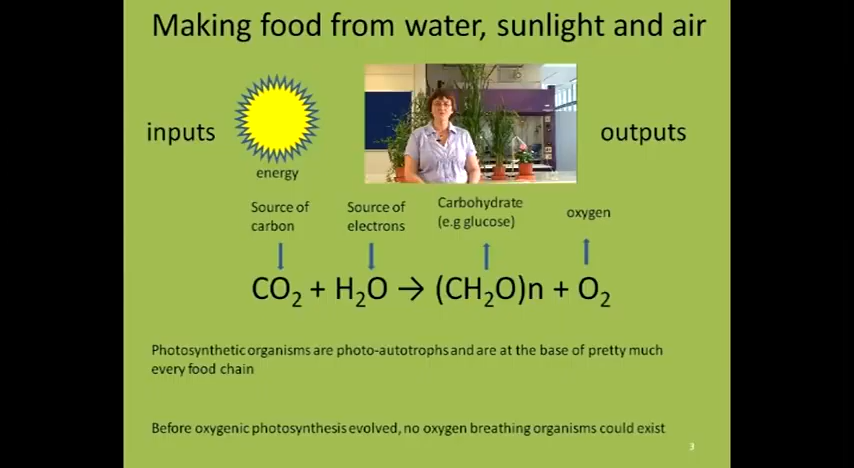 Making food from water, sunlight and air
inputs
outputs
energy
Source of
carbon
Source of
electrons
Carbohydrate
(e.g glucose)
oxygen
CO₂ + H₂O → (CH₂O)n + O₂
Photosynthetic organisms are photo-autotrophs and are at the base of pretty much
every food chain
Before oxygenic photosynthesis evolved, no oxygen breathing organisms could exist
3